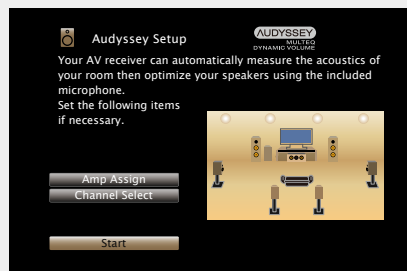 Audyssey Setup
AUDYSSEY
MULTEQ
DYNAMIC VOLUME
Your AV receiver can automatically measure the acoustics of
your room then optimize your speakers using the included
microphone.
Set the following items
if necessary.
Amp Assign
Channel Select
Start